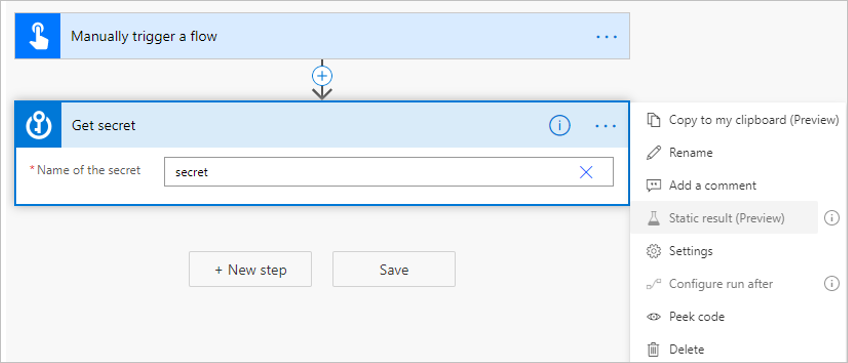 Manually trigger a flow
Get secret
* Name of the secret
secret
+ New step
Save
Copy to my clipboard (Preview)
Rename
Add a comment
Static result (Preview)
Settings
Configure run after
Peek code
Delete